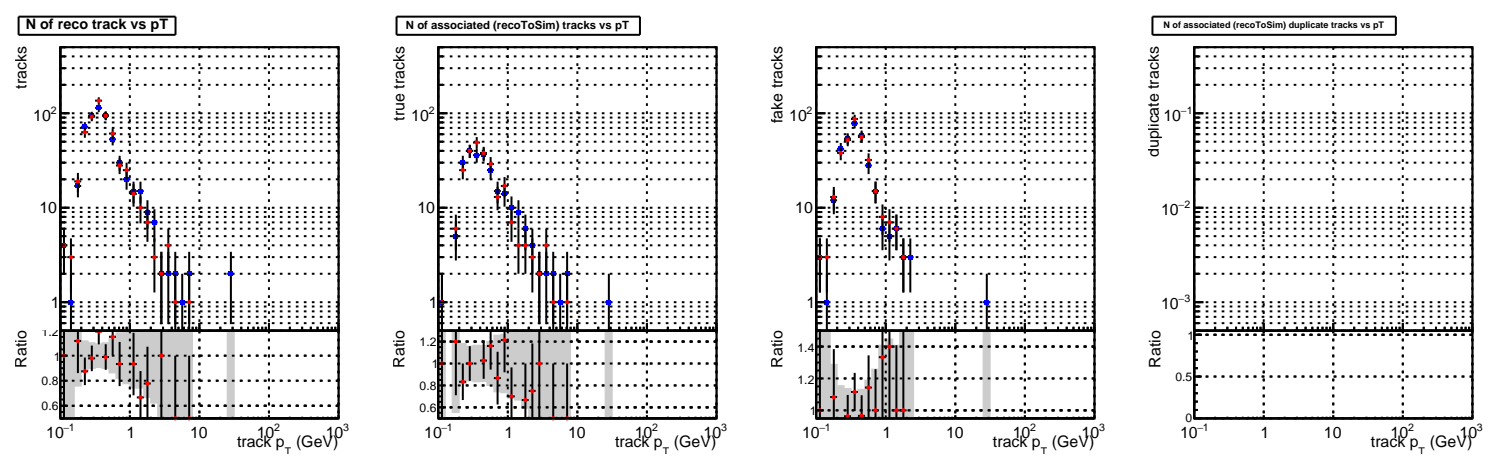 N of reco track vs pT
N of associated (recoToSim) tracks vs pT
N of associated (recoToSim) duplicate tracks vs pT
tracks
10²
10
1
Ratio
1.2
1
0.8
0.6
10⁻¹ 1 10 10² 10³
track p_T (GeV)
true tracks
10²
10
1
Ratio
1.2
1
0.8
0.6
10⁻¹ 1 10 10² 10³
track p_T (GeV)
fake tracks
10²
10
1
Ratio
1.4
1.2
1
10⁻¹ 1 10 10² 10³
track p_T (GeV)
duplicate tracks
10⁻¹
10⁻²
10⁻³
Ratio
1
0.5
0
10⁻¹ 1 10 10² 10³
track p_T (GeV)